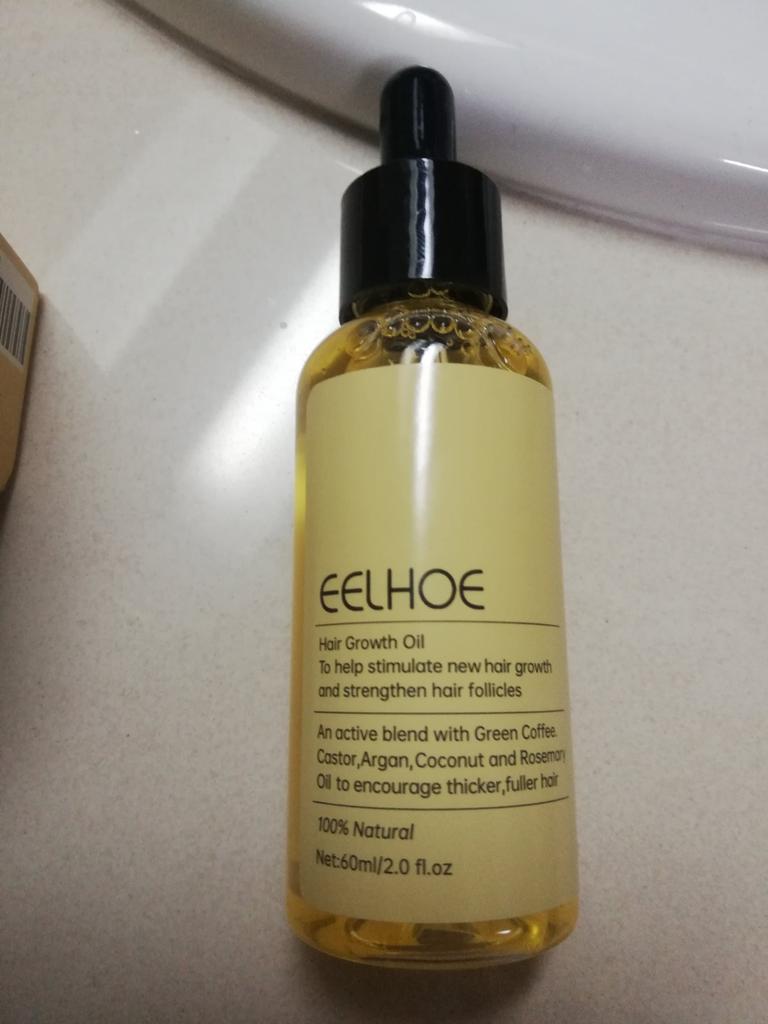 EELHOE
Hair Growth Oil
To help stimulate new hair growth
and strengthen hair follicles
An active blend with Green Coffee.
Castor,Argan,Coconut and Rosemary
Oil to encourage thicker,fuller hair
100% Natural
Net:60ml/2.0 fl.oz